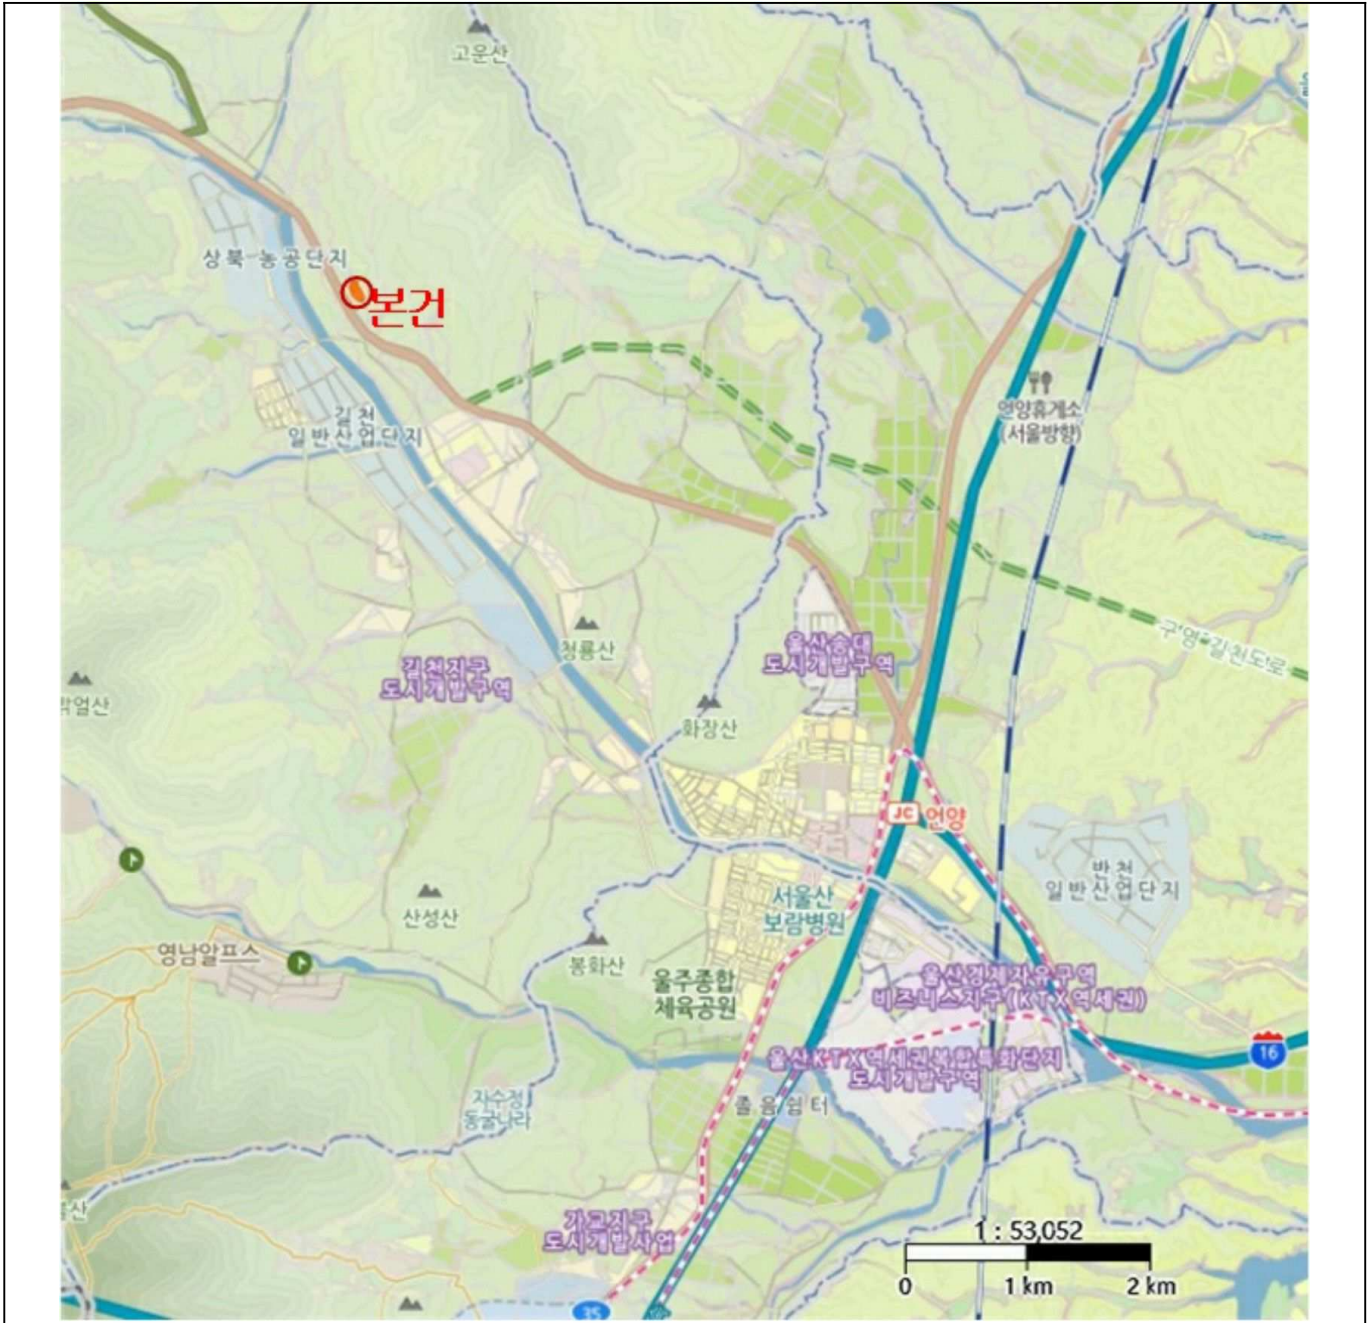 고운산
상북 농공단지
본건
언양휴게소
(서울방향)
길천
일반산업단지
구영~길천도로
청룡산
울산송대
도시개발구역
길천지구
도시개발구역
화장산
JC 언양
반천
일반산업단지
서울산
보람병원
산성산
영남알프스
봉화산
울주종합
체육공원
울산경제자유구역
비즈니스지구(KTX역세권)
16
울산KTX역세권복합특화단지
도시개발구역
졸음쉼터
자수정
동굴나라
가교지구
도시개발사업
1 : 53,052
0 1 km 2 km
35